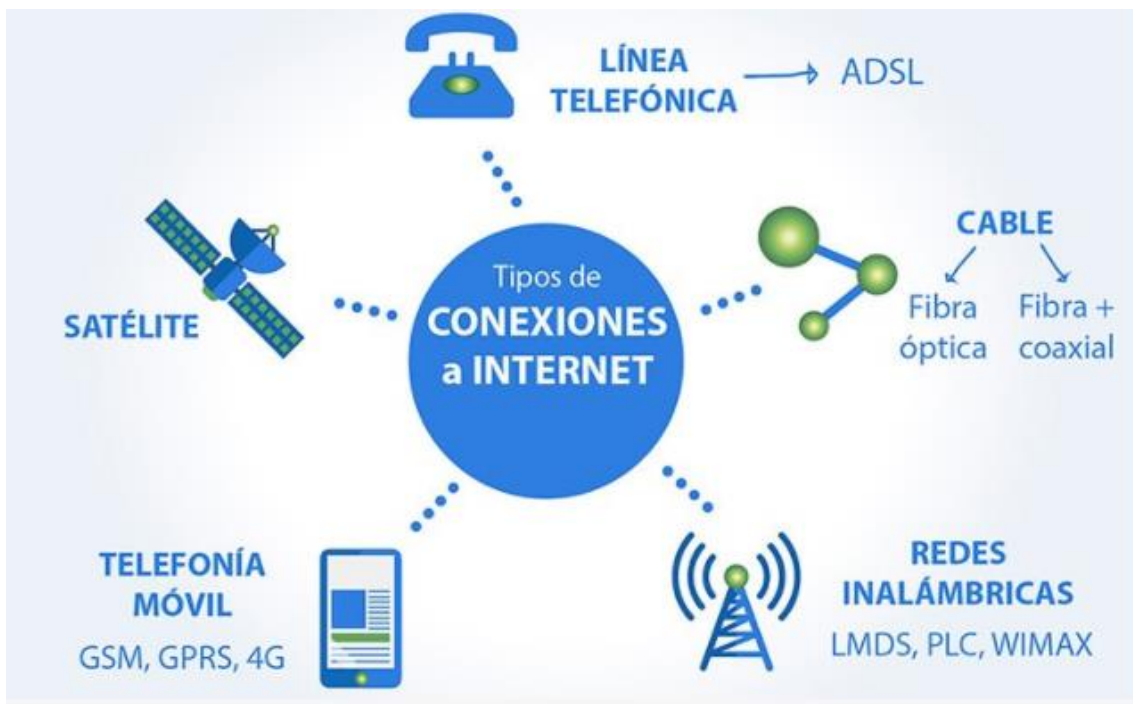 LÍNEA
TELEFÓNICA
ADSL
CABLE
Fibra
óptica
Fibra +
coaxial
Tipos de
CONEXIONES
a INTERNET
SATÉLITE
TELEFONÍA
MÓVIL
GSM, GPRS, 4G
REDES
INALÁMBRICAS
LMDS, PLC, WIMAX